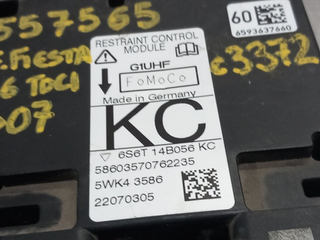 557565
FIESTA
6 TDCI
c3372
007
60
6593637660
RESTRAINT CONTROL
MODULE
G1UHF
FoMoCo
Made in Germany
KC
6S6T 14B056 KC
58603570762235
5WK4 3586
22070305